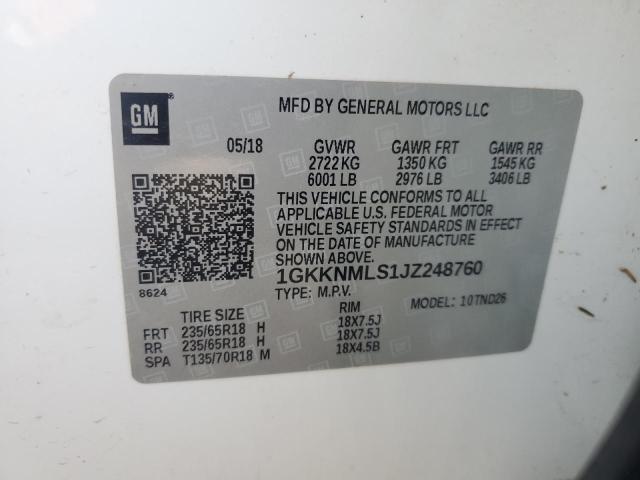 GM ®
MFD BY GENERAL MOTORS LLC
05/18 GVWR GAWR FRT GAWR RR
2722 KG 1350 KG 1545 KG
6001 LB 2976 LB 3406 LB
THIS VEHICLE CONFORMS TO ALL
APPLICABLE U.S. FEDERAL MOTOR
VEHICLE SAFETY STANDARDS IN EFFECT
ON THE DATE OF MANUFACTURE
SHOWN ABOVE.
8624 1GKKNMLS1JZ248760
TYPE: M.P.V. MODEL: 10TND26
TIRE SIZE RIM
FRT 235/65R18 H 18X7.5J
RR 235/65R18 H 18X7.5J
SPA T135/70R18 M 18X4.5B